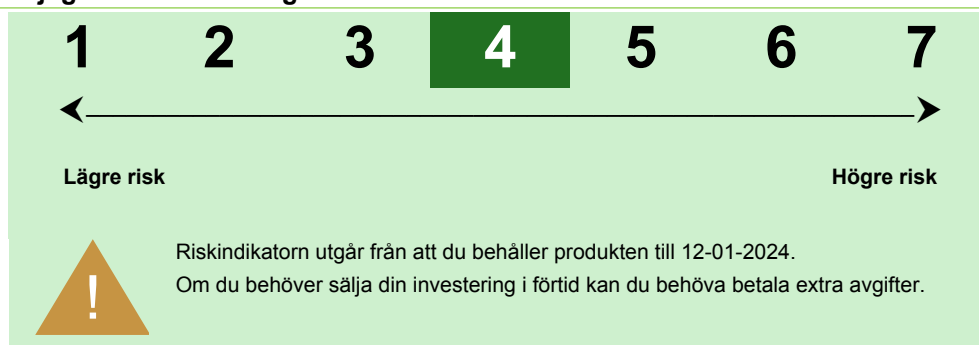 1 2 3 4 5 6 7
Lägre risk Högre risk
! Riskindikatorn utgår från att du behåller produkten till 12-01-2024.
Om du behöver sälja din investering i förtid kan du behöva betala extra avgifter.